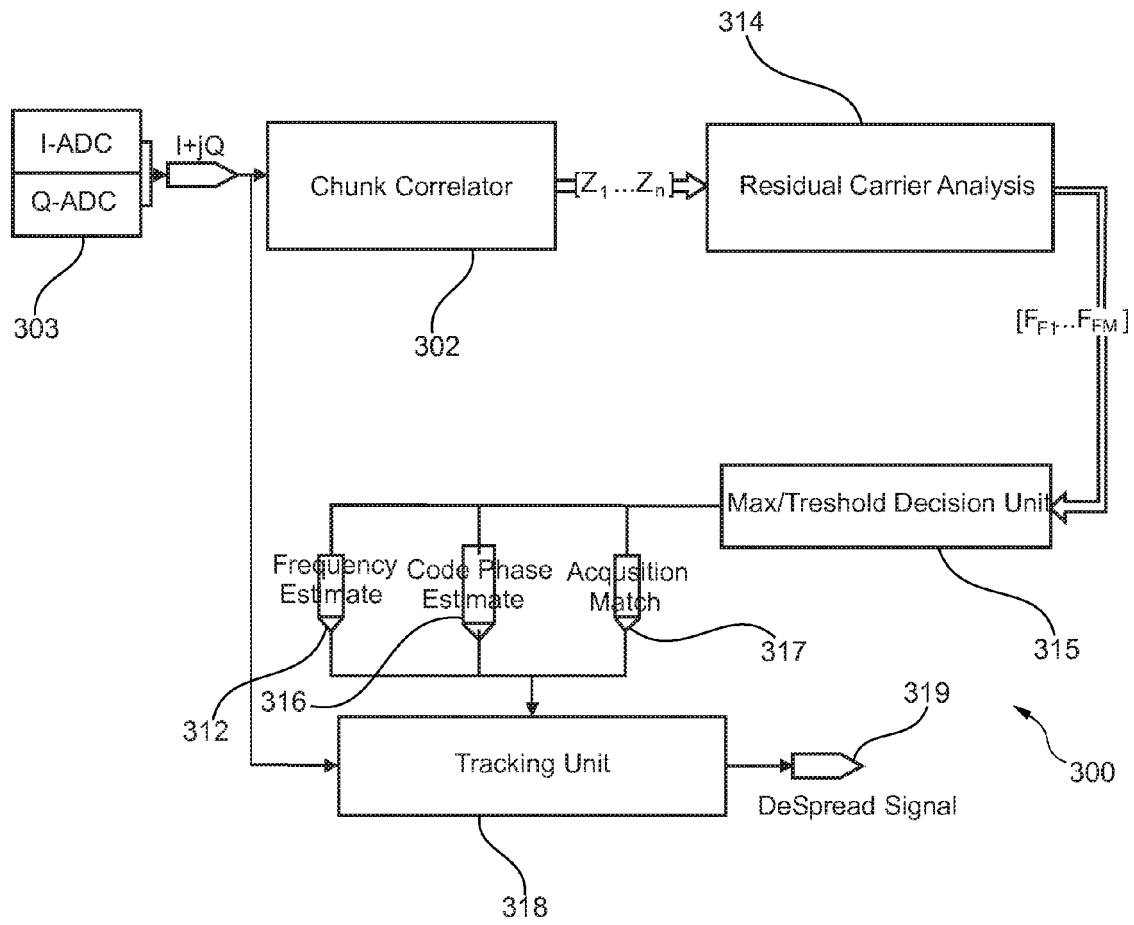 314
I-ADC
Q-ADC
I+jQ
Chunk Correlator
[Z1...Zn]
Residual Carrier Analysis
303
302
[FF1...FFM]
Max/Treshold Decision Unit
Frequency
Estimate
Code Phase
Estimate
Acqusition
Match
317
315
316
312
319
Tracking Unit
300
DeSpread Signal
318